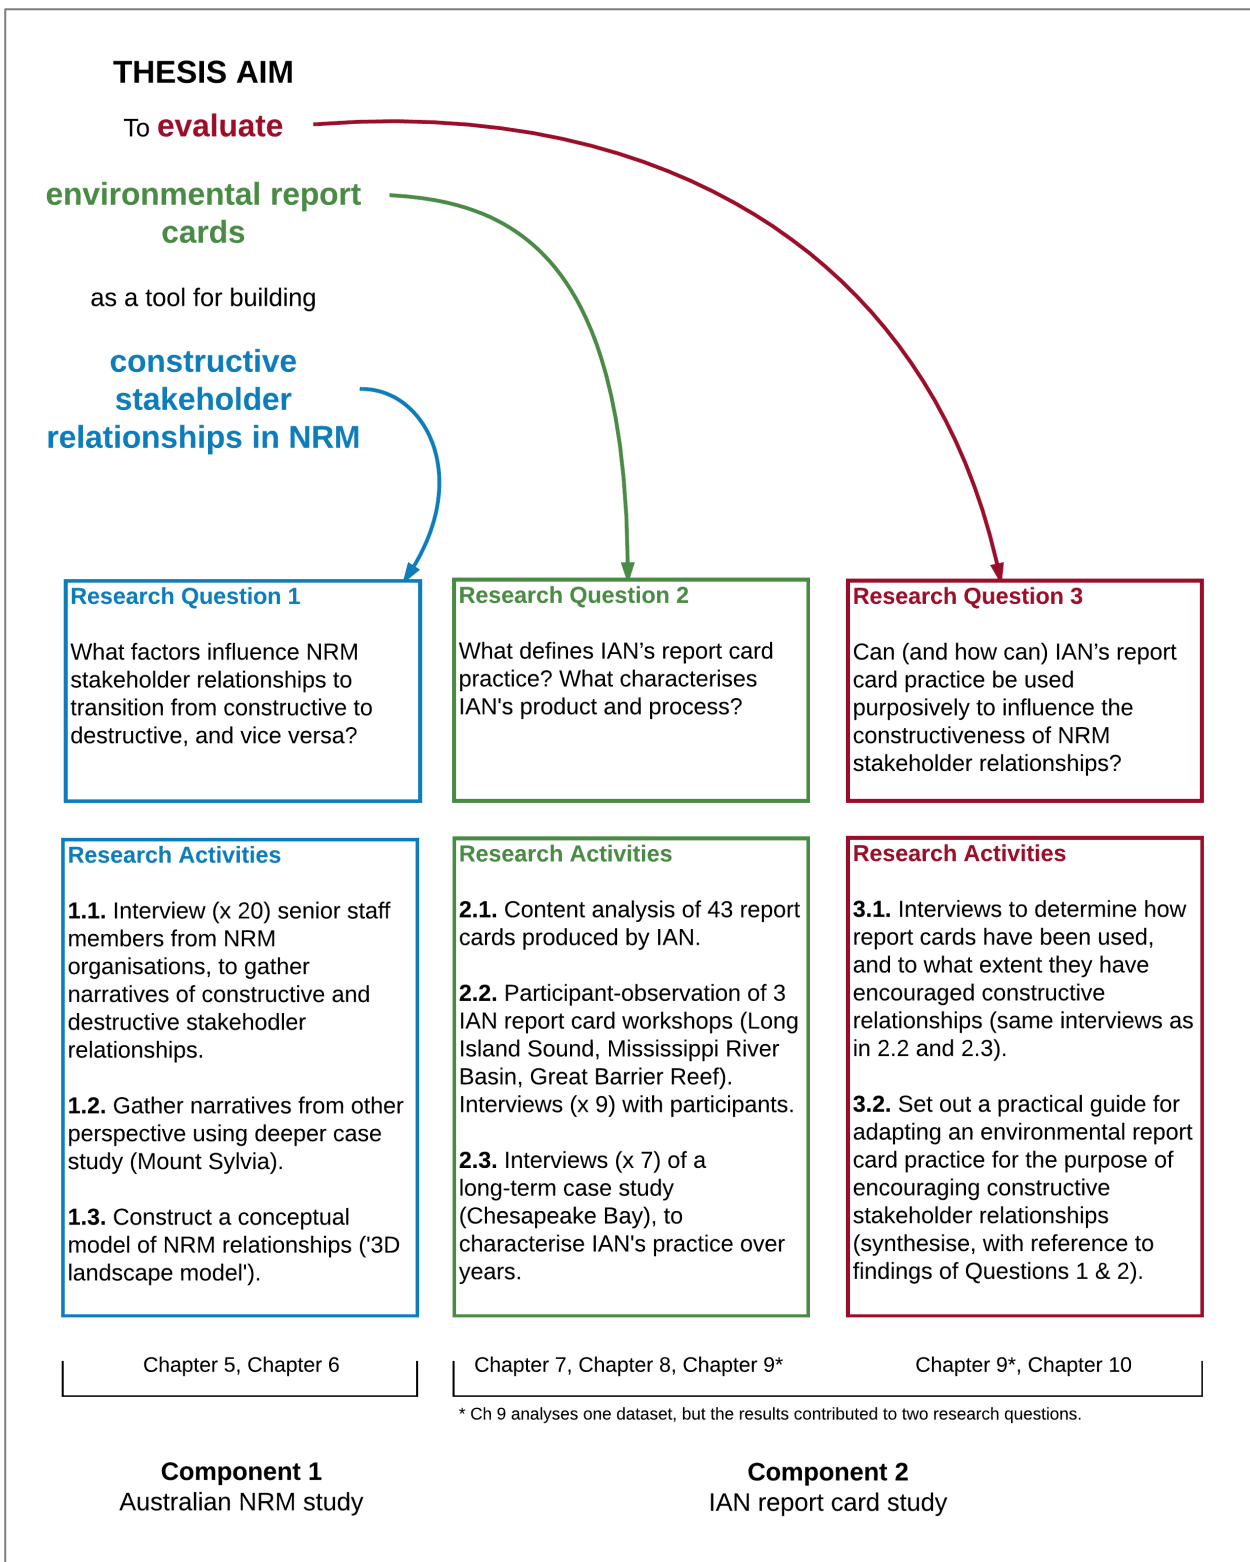 THESIS AIM
To evaluate
environmental report
cards
as a tool for building
constructive
stakeholder
relationships in NRM
Research Question 1
What factors influence NRM
stakeholder relationships to
transition from constructive to
destructive, and vice versa?
Research Question 2
What defines IAN’s report card
practice? What characterises
IAN's product and process?
Research Question 3
Can (and how can) IAN’s report
card practice be used
purposively to influence the
constructiveness of NRM
stakeholder relationships?
Research Activities
1.1. Interview (x 20) senior staff
members from NRM
organisations, to gather
narratives of constructive and
destructive stakehodler
relationships.
1.2. Gather narratives from other
perspective using deeper case
study (Mount Sylvia).
1.3. Construct a conceptual
model of NRM relationships ('3D
landscape model').
Research Activities
2.1. Content analysis of 43 report
cards produced by IAN.
2.2. Participant-observation of 3
IAN report card workshops (Long
Island Sound, Mississippi River
Basin, Great Barrier Reef).
Interviews (x 9) with participants.
2.3. Interviews (x 7) of a
long-term case study
(Chesapeake Bay), to
characterise IAN's practice over
years.
Research Activities
3.1. Interviews to determine how
report cards have been used,
and to what extent they have
encouraged constructive
relationships (same interviews as
in 2.2 and 2.3).
3.2. Set out a practical guide for
adapting an environmental report
card practice for the purpose of
encouraging constructive
stakeholder relationships
(synthesise, with reference to
findings of Questions 1 & 2).
Chapter 5, Chapter 6
Chapter 7, Chapter 8, Chapter 9*
Chapter 9*, Chapter 10
* Ch 9 analyses one dataset, but the results contributed to two research questions.
Component 1
Australian NRM study
Component 2
IAN report card study